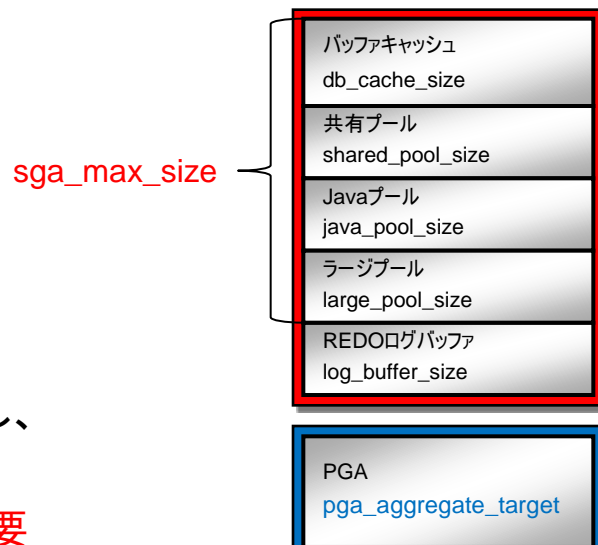 バッファキャッシュ
db_cache_size
共有プール
shared_pool_size
sga_max_size
Javaプール
java_pool_size
ラージプール
large_pool_size
REDOログバッファ
log_buffer_size
、
PGA
pga_aggregate_target
要